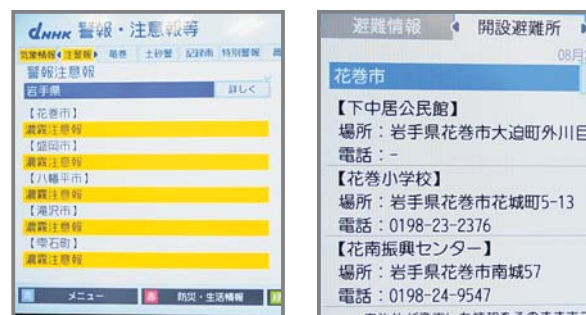 dNHK 警報・注意報等
気象情報 注警報 竜巻 土砂警 記録雨 特別警報
警報注意報
岩手県 詳しく
【花巻市】
濃霧注意報
【盛岡市】
濃霧注意報
【八幡平市】
濃霧注意報
【滝沢市】
濃霧注意報
【雫石町】
濃霧注意報
青 メニュー 赤 防災・生活情報
避難情報 開設避難所
08月
花巻市
【下中居公民館】
場所:岩手県花巻市大迫町外川目
電話:-
【花巻小学校】
場所:岩手県花巻市花城町5-13
電話:0198-23-2376
【花南振興センター】
場所:岩手県花巻市南城57
電話:0198-24-9547